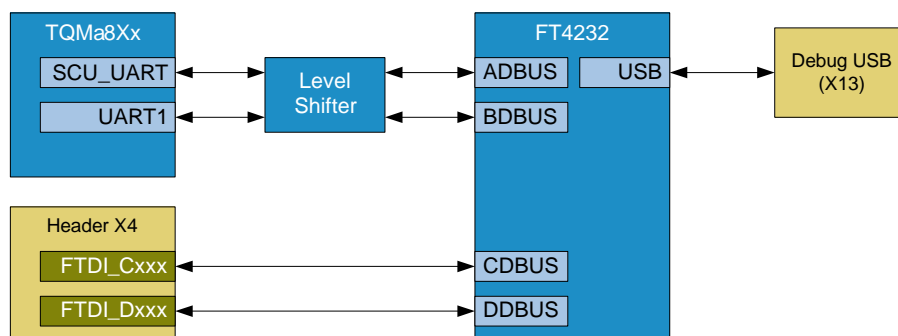 TQMa8Xx
SCU_UART
UART1
Level
Shifter
FT4232
ADBUS
USB
BDBUS
CDBUS
DDBUS
Debug USB
(X13)
Header X4
FTDI_Cxxx
FTDI_Dxxx